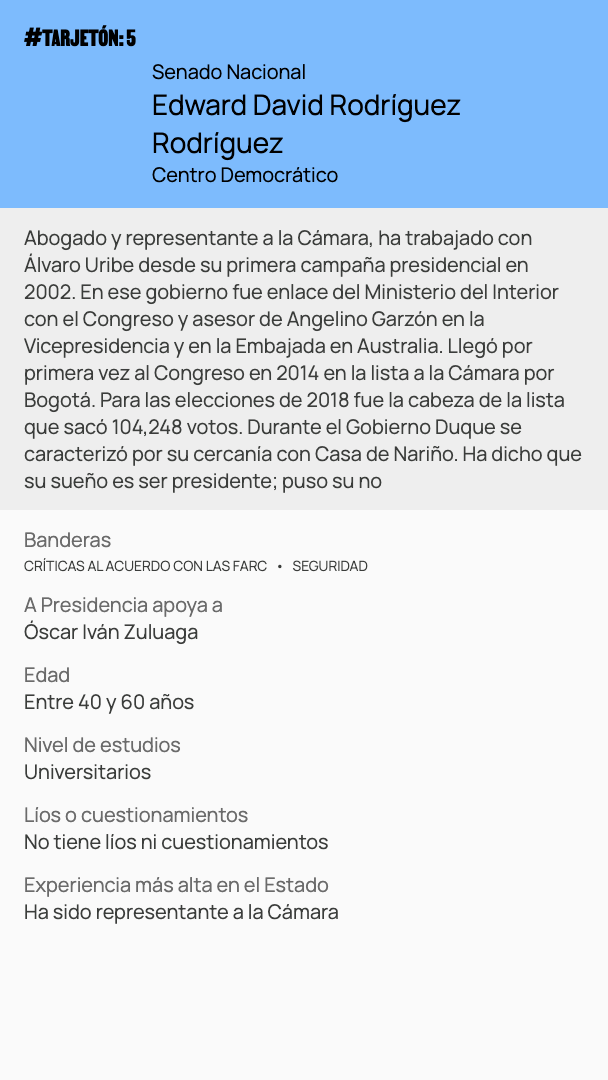 #TARJETÓN: 5
Senado Nacional
Edward David Rodríguez
Rodríguez
Centro Democrático
Abogado y representante a la Cámara, ha trabajado con
Álvaro Uribe desde su primera campaña presidencial en
2002. En ese gobierno fue enlace del Ministerio del Interior
con el Congreso y asesor de Angelino Garzón en la
Vicepresidencia y en la Embajada en Australia. Llegó por
primera vez al Congreso en 2014 en la lista a la Cámara por
Bogotá. Para las elecciones de 2018 fue la cabeza de la lista
que sacó 104,248 votos. Durante el Gobierno Duque se
caracterizó por su cercanía con Casa de Nariño. Ha dicho que
su sueño es ser presidente; puso su no
Banderas
CRÍTICAS AL ACUERDO CON LAS FARC • SEGURIDAD
A Presidencia apoya a
Óscar Iván Zuluaga
Edad
Entre 40 y 60 años
Nivel de estudios
Universitarios
Líos o cuestionamientos
No tiene líos ni cuestionamientos
Experiencia más alta en el Estado
Ha sido representante a la Cámara